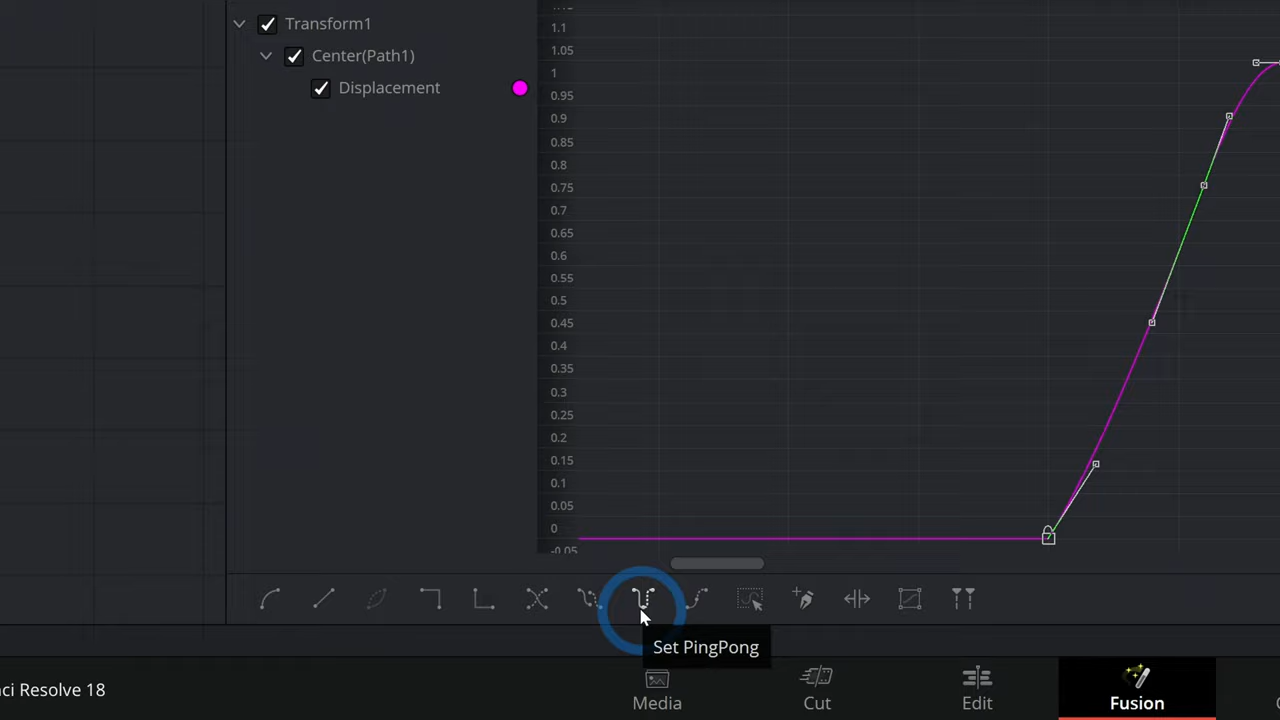 Transform1
Center(Path1)
Displacement
1.15
1.1
1.05
1
0.95
0.9
0.85
0.8
0.75
0.7
0.65
0.6
0.55
0.5
0.45
0.4
0.35
0.3
0.25
0.2
0.15
0.1
0.05
0
-0.05
Set PingPong
nci Resolve 18
Media
Cut
Edit
Fusion